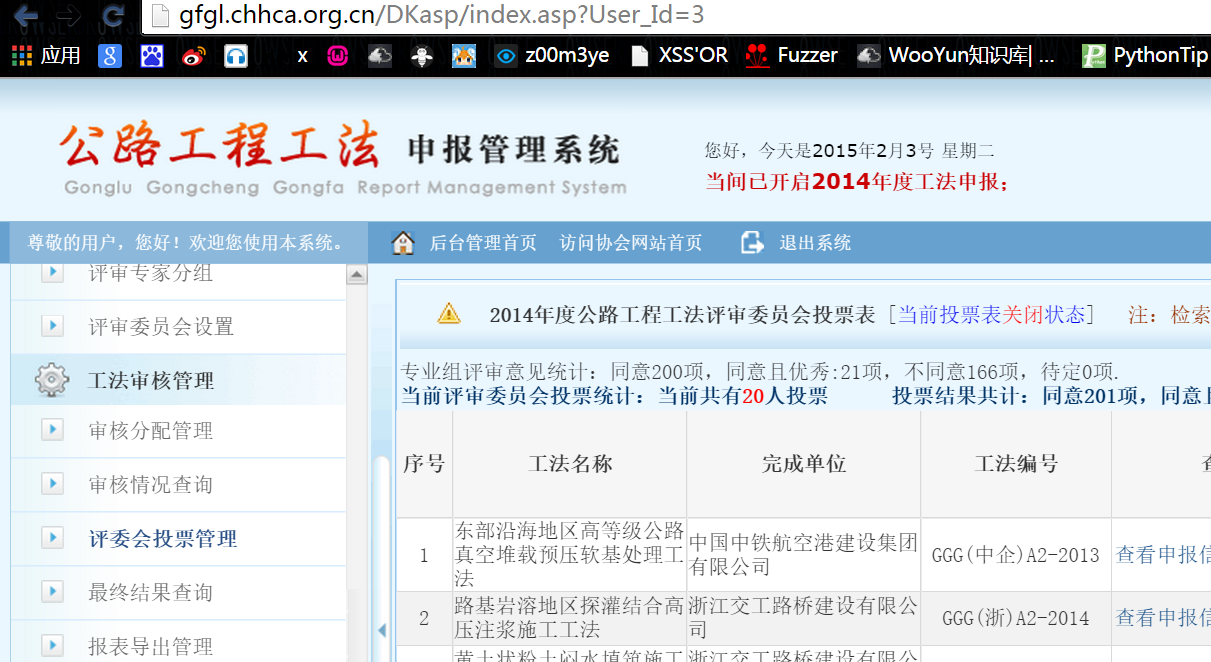 gfgl.chhca.org.cn/DKasp/index.asp?User_Id=3
应用 x z00m3ye XSS'OR Fuzzer WooYun知识库| ... PythonTip
公路工程工法 申报管理系统
Gonglu Gongcheng Gongfa Report Management System
您好，今天是2015年2月3号 星期二
当间已开启2014年度工法申报；
尊敬的用户，您好！欢迎您使用本系统。 后台管理首页 访问协会网站首页 退出系统
评审专家分组
评审委员会设置
工法审核管理
审核分配管理
审核情况查询
评委会投票管理
最终结果查询
报表导出管理
2014年度公路工程工法评审委员会投票表 [当前投票表关闭状态] 注：检索
专业组评审意见统计：同意200项，同意且优秀:21项，不同意166项，待定0项.
当前评审委员会投票统计：当前共有20人投票 投票结果共计：同意201项，同意
序号 工法名称 完成单位 工法编号
1 东部沿海地区高等级公路真空堆载预压软基处理工法 中国中铁航空港建设集团有限公司 GGG(中企)A2-2013 查看申报信
2 路基岩溶地区探灌结合高压注浆施工工法 浙江交工路桥建设有限公司 GGG(浙)A2-2014 查看申报信
黄土状粉土闷水填筑施工 浙江交工路桥建设有限公